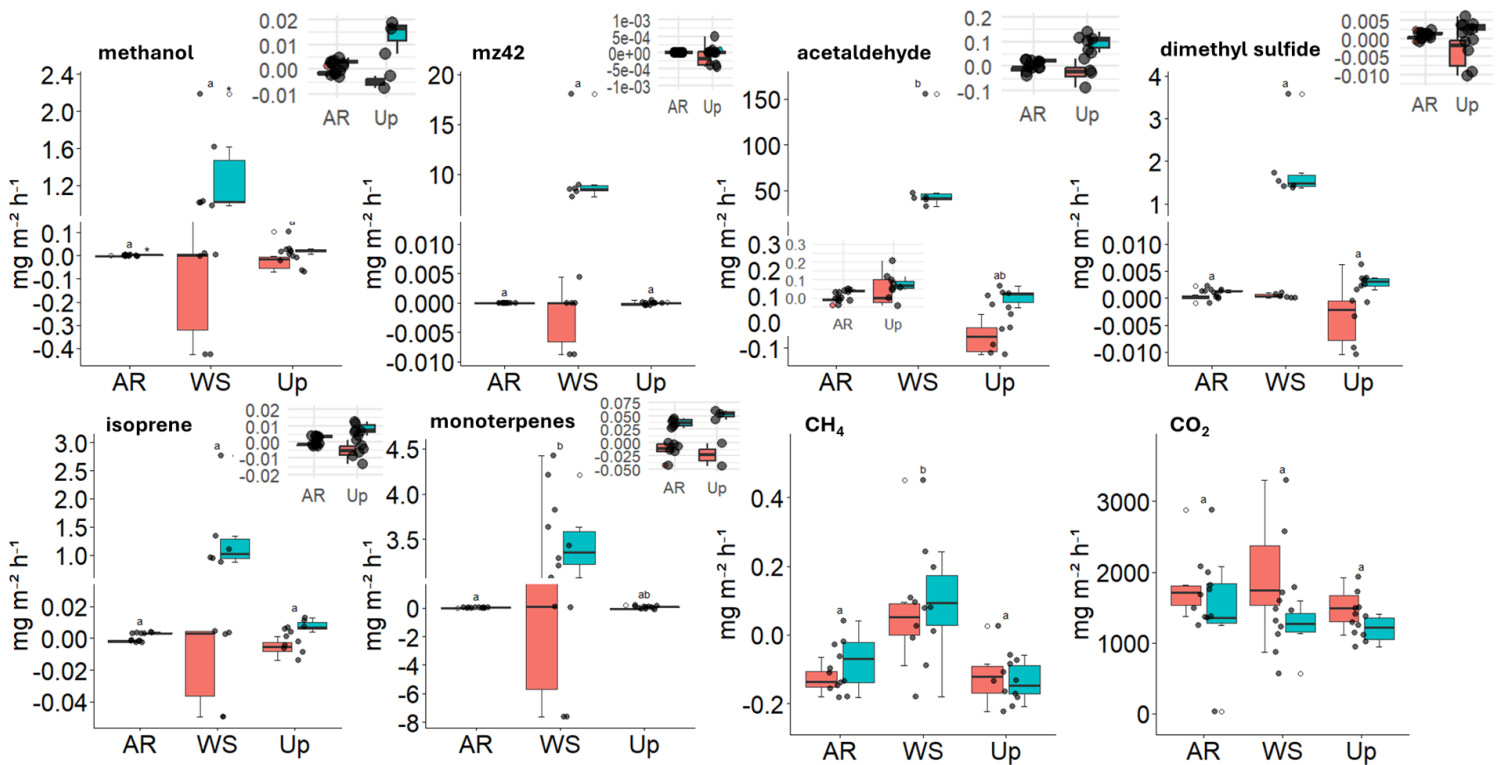 methanol
0.02
0.01
0.00
-0.01
AR Up
mg m⁻² h⁻¹
2.4
2.0
1.6
1.2
0.1
0.0
-0.1
-0.2
-0.3
-0.4
a
*
a
*
AR WS Up
mz42
1e-03
5e-04
0e+00
-5e-04
-1e-03
AR Up
mg m⁻² h⁻¹
20
15
10
0.010
0.005
0.000
-0.005
-0.010
a
a
a
AR WS Up
acetaldehyde
0.2
0.1
0.0
-0.1
AR Up
mg m⁻² h⁻¹
150
100
50
0.3
0.2
0.1
0.0
-0.1
0.3
0.2
0.1
0.0
AR Up
b
ab
AR WS Up
dimethyl sulfide
0.005
0.000
-0.005
-0.010
AR Up
mg m⁻² h⁻¹
4
3
2
1
0.010
0.005
0.000
-0.005
-0.010
a
a
a
AR WS Up
isoprene
0.02
0.01
0.00
-0.01
-0.02
AR Up
mg m⁻² h⁻¹
3.0
2.5
2.0
1.5
1.0
0.02
0.00
-0.02
-0.04
a
a
a
AR WS Up
monoterpenes
0.075
0.050
0.025
0.000
-0.025
-0.050
AR Up
mg m⁻² h⁻¹
4.5
4.0
3.5
0
-2
-4
-6
-8
a
b
ab
AR WS Up
CH₄
mg m⁻² h⁻¹
0.4
0.2
0.0
-0.2
a
b
a
AR WS Up
CO₂
mg m⁻² h⁻¹
3000
2000
1000
0
a
a
a
AR WS Up